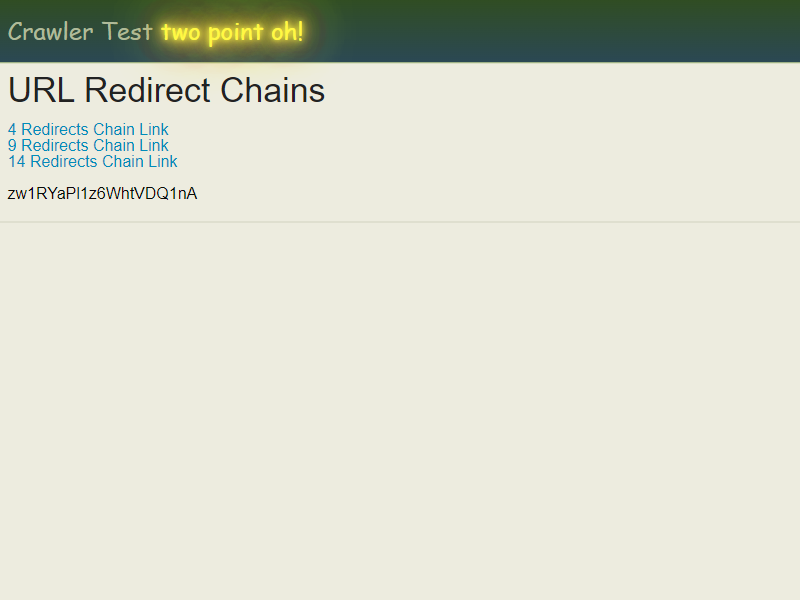 Crawler Test two point oh!
URL Redirect Chains
4 Redirects Chain Link
9 Redirects Chain Link
14 Redirects Chain Link
zw1RYaPl1z6WhtVDQ1nA